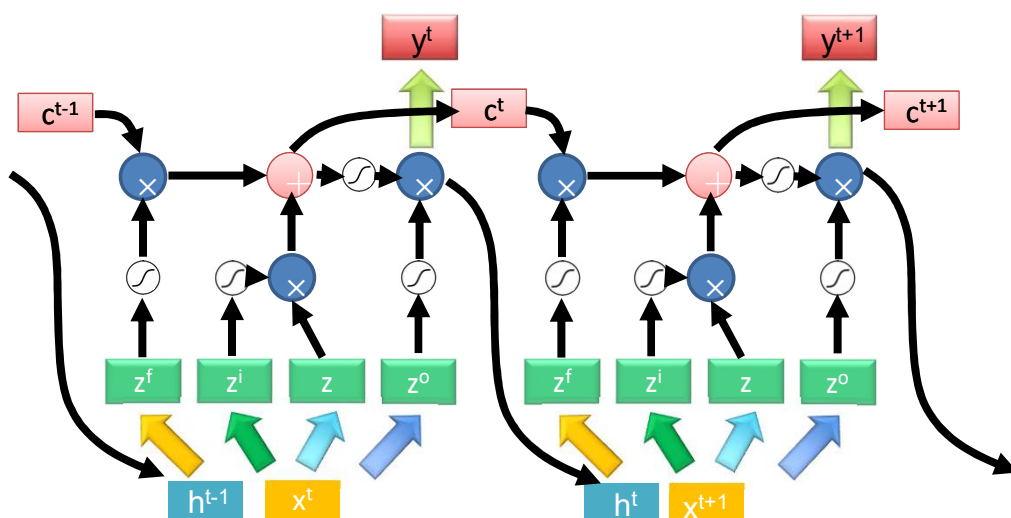 yᵗ
yᵗ⁺¹
cᵗ⁻¹
cᵗ
cᵗ⁺¹
×
+
×
×
+
×
×
×
zᶠ
zⁱ
z
zᵒ
zᶠ
zⁱ
z
zᵒ
hᵗ⁻¹
xᵗ
hᵗ
xᵗ⁺¹